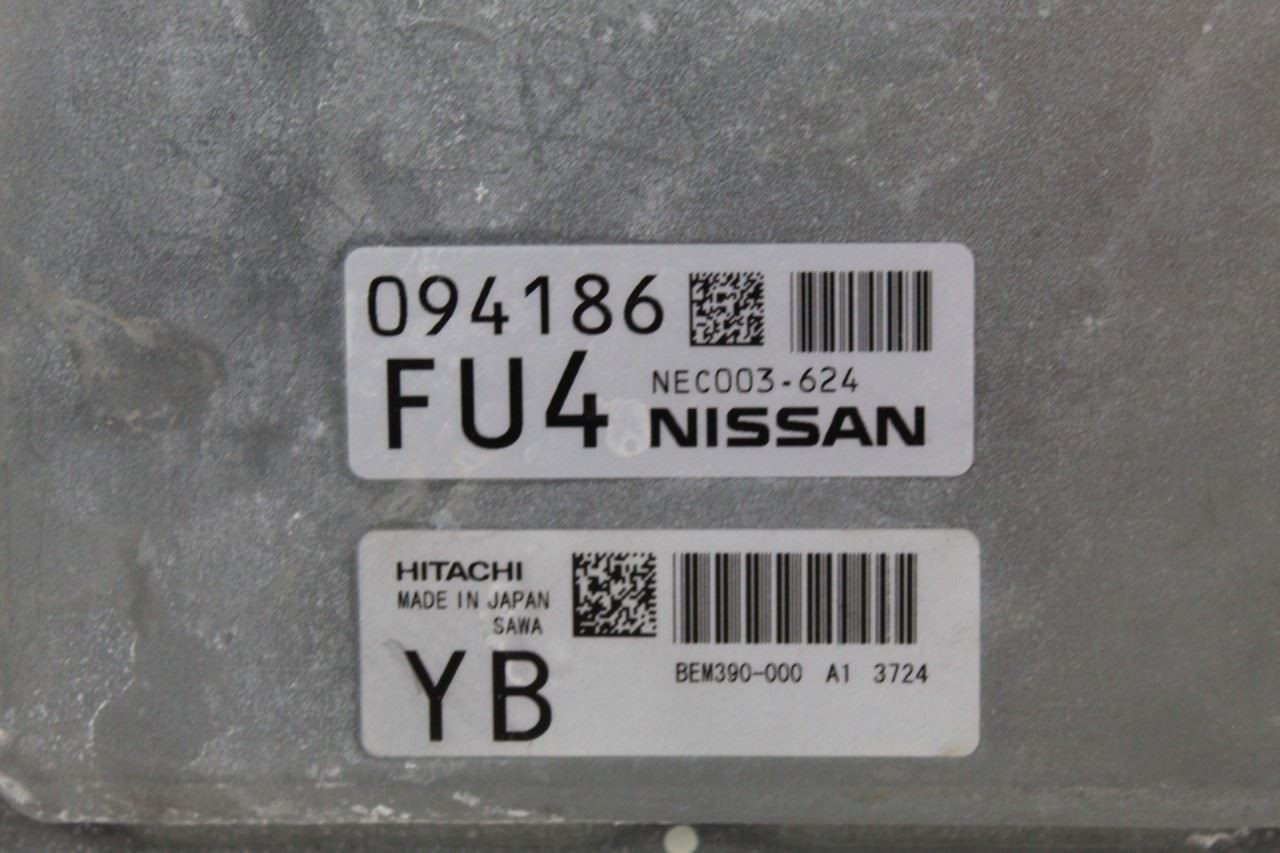 094186
FU4 NEC003-624
NISSAN
HITACHI
MADE IN JAPAN
SAWA
YB
BEM390-000 A1 3724